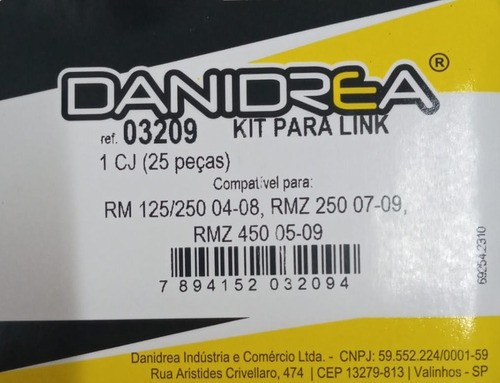 DANIDREA®
ref. 03209 KIT PARA LINK
1 CJ (25 peças)
Compatível para:
RM 125/250 04-08, RMZ 250 07-09,
RMZ 450 05-09
7 894152 032094
69254.2310
Danidrea Indústria e Comércio Ltda. - CNPJ: 59.552.224/0001-59
Rua Aristides Crivellaro, 474 | CEP 13279-813 | Valinhos - SP